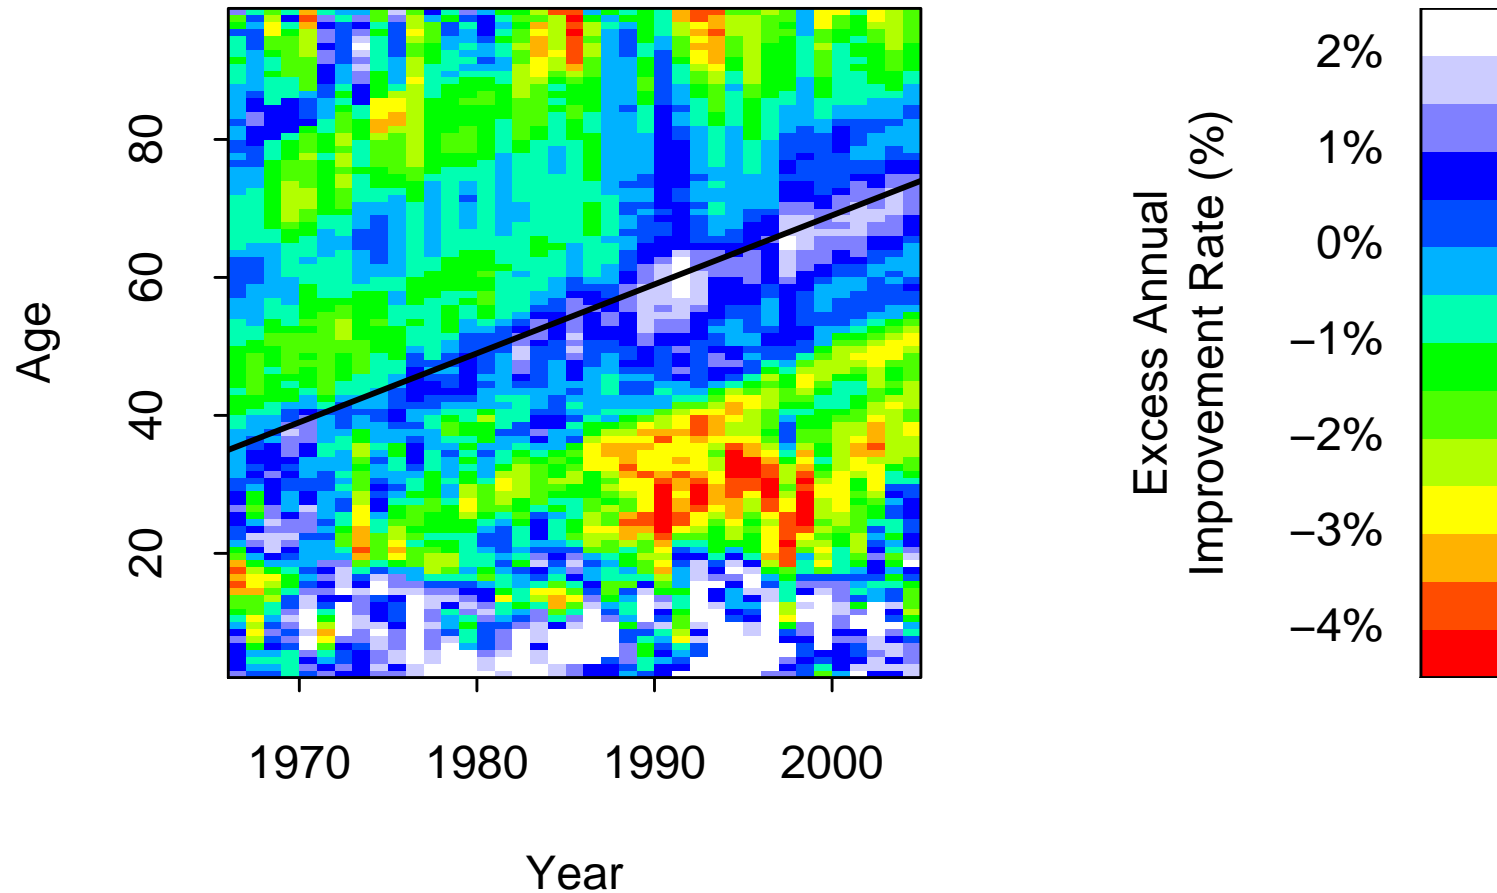 80
60
40
20
Age
1970 1980 1990 2000
Year
Excess Annual
Improvement Rate (%)
2%
1%
0%
−1%
−2%
−3%
−4%